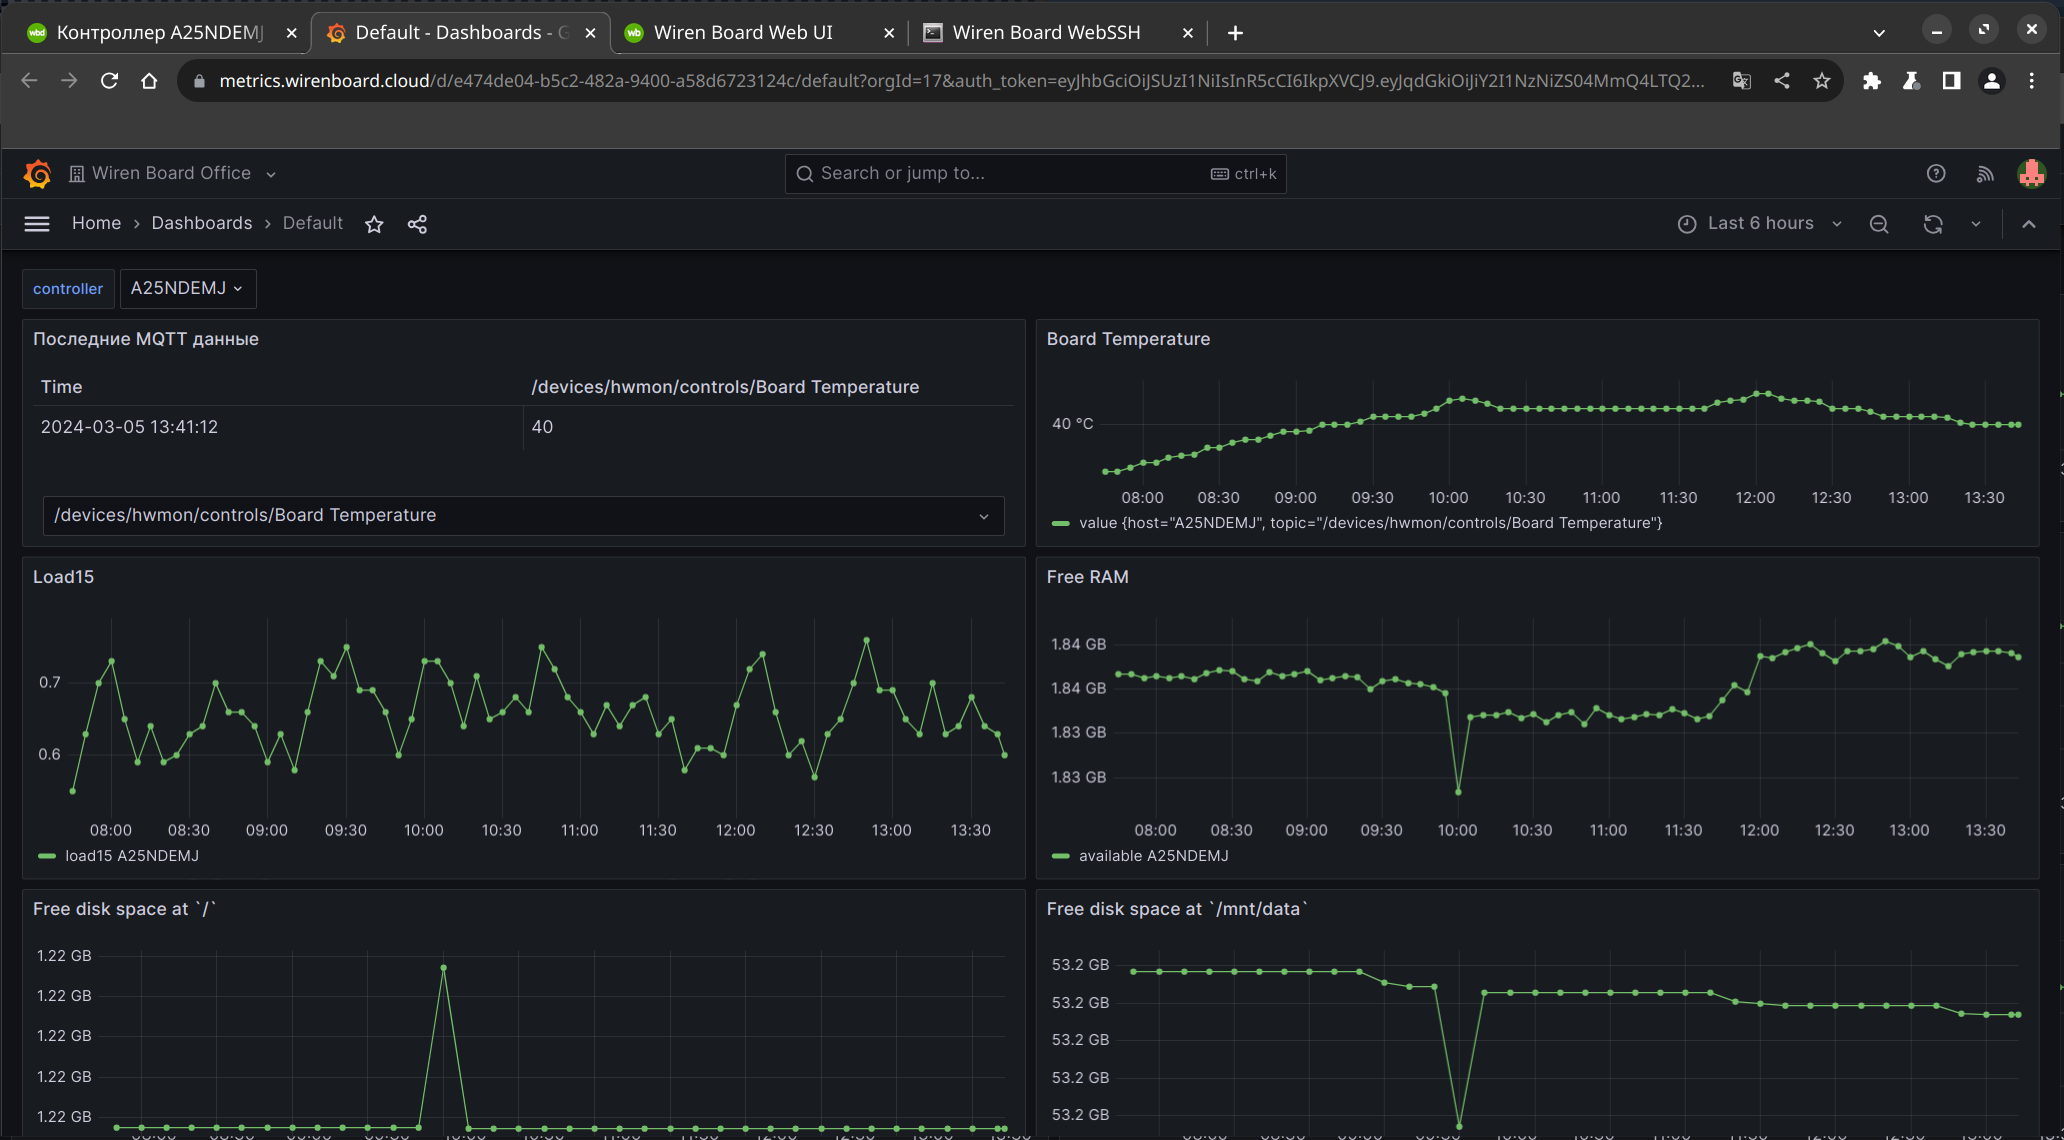 Контроллер A25NDEMJ
Default - Dashboards - G
Wiren Board Web UI
Wiren Board WebSSH
metrics.wirenboard.cloud/d/e474de04-b5c2-482a-9400-a58d6723124c/default?orgId=17&auth_token=eyJhbGciOiJSUzI1NiIsInR5cCI6IkpXVCJ9.eyJqdGkiOiJiY2I1NzNiZS04MmQ4LTQ2...
Wiren Board Office
Search or jump to...
ctrl+k
Home › Dashboards › Default
Last 6 hours
controller
A25NDEMJ
Последние MQTT данные
Time
/devices/hwmon/controls/Board Temperature
2024-03-05 13:41:12
40
/devices/hwmon/controls/Board Temperature
Board Temperature
40 °C
08:00 08:30 09:00 09:30 10:00 10:30 11:00 11:30 12:00 12:30 13:00 13:30
value {host="A25NDEMJ", topic="/devices/hwmon/controls/Board Temperature"}
Load15
0.7
0.6
08:00 08:30 09:00 09:30 10:00 10:30 11:00 11:30 12:00 12:30 13:00 13:30
load15 A25NDEMJ
Free RAM
1.84 GB
1.84 GB
1.83 GB
1.83 GB
08:00 08:30 09:00 09:30 10:00 10:30 11:00 11:30 12:00 12:30 13:00 13:30
available A25NDEMJ
Free disk space at `/`
1.22 GB
1.22 GB
1.22 GB
1.22 GB
1.22 GB
Free disk space at `/mnt/data`
53.2 GB
53.2 GB
53.2 GB
53.2 GB
53.2 GB